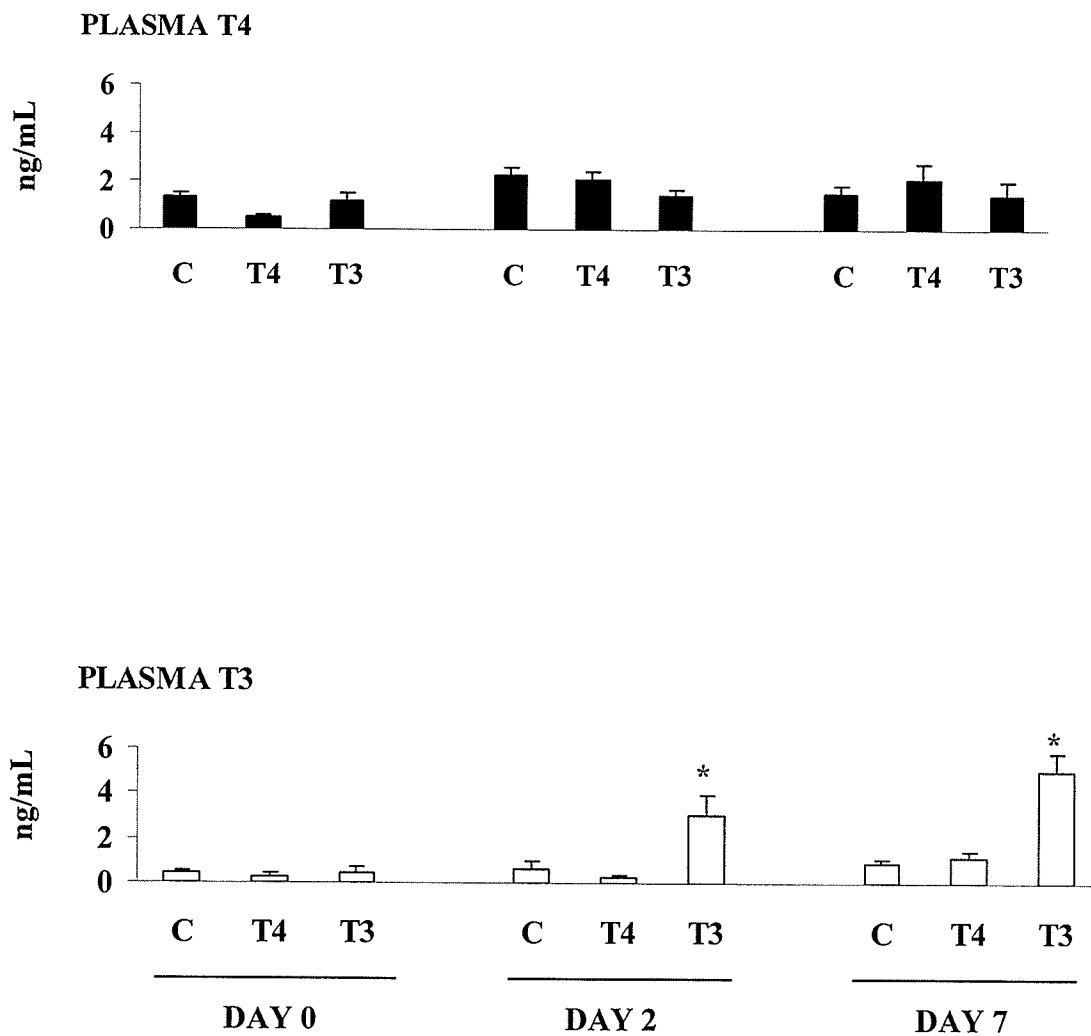 PLASMA T4
ng/mL
6
4
2
0
C T4 T3 C T4 T3 C T4 T3
PLASMA T3
ng/mL
6
4
2
0
* *
C T4 T3 C T4 T3 C T4 T3
DAY 0 DAY 2 DAY 7